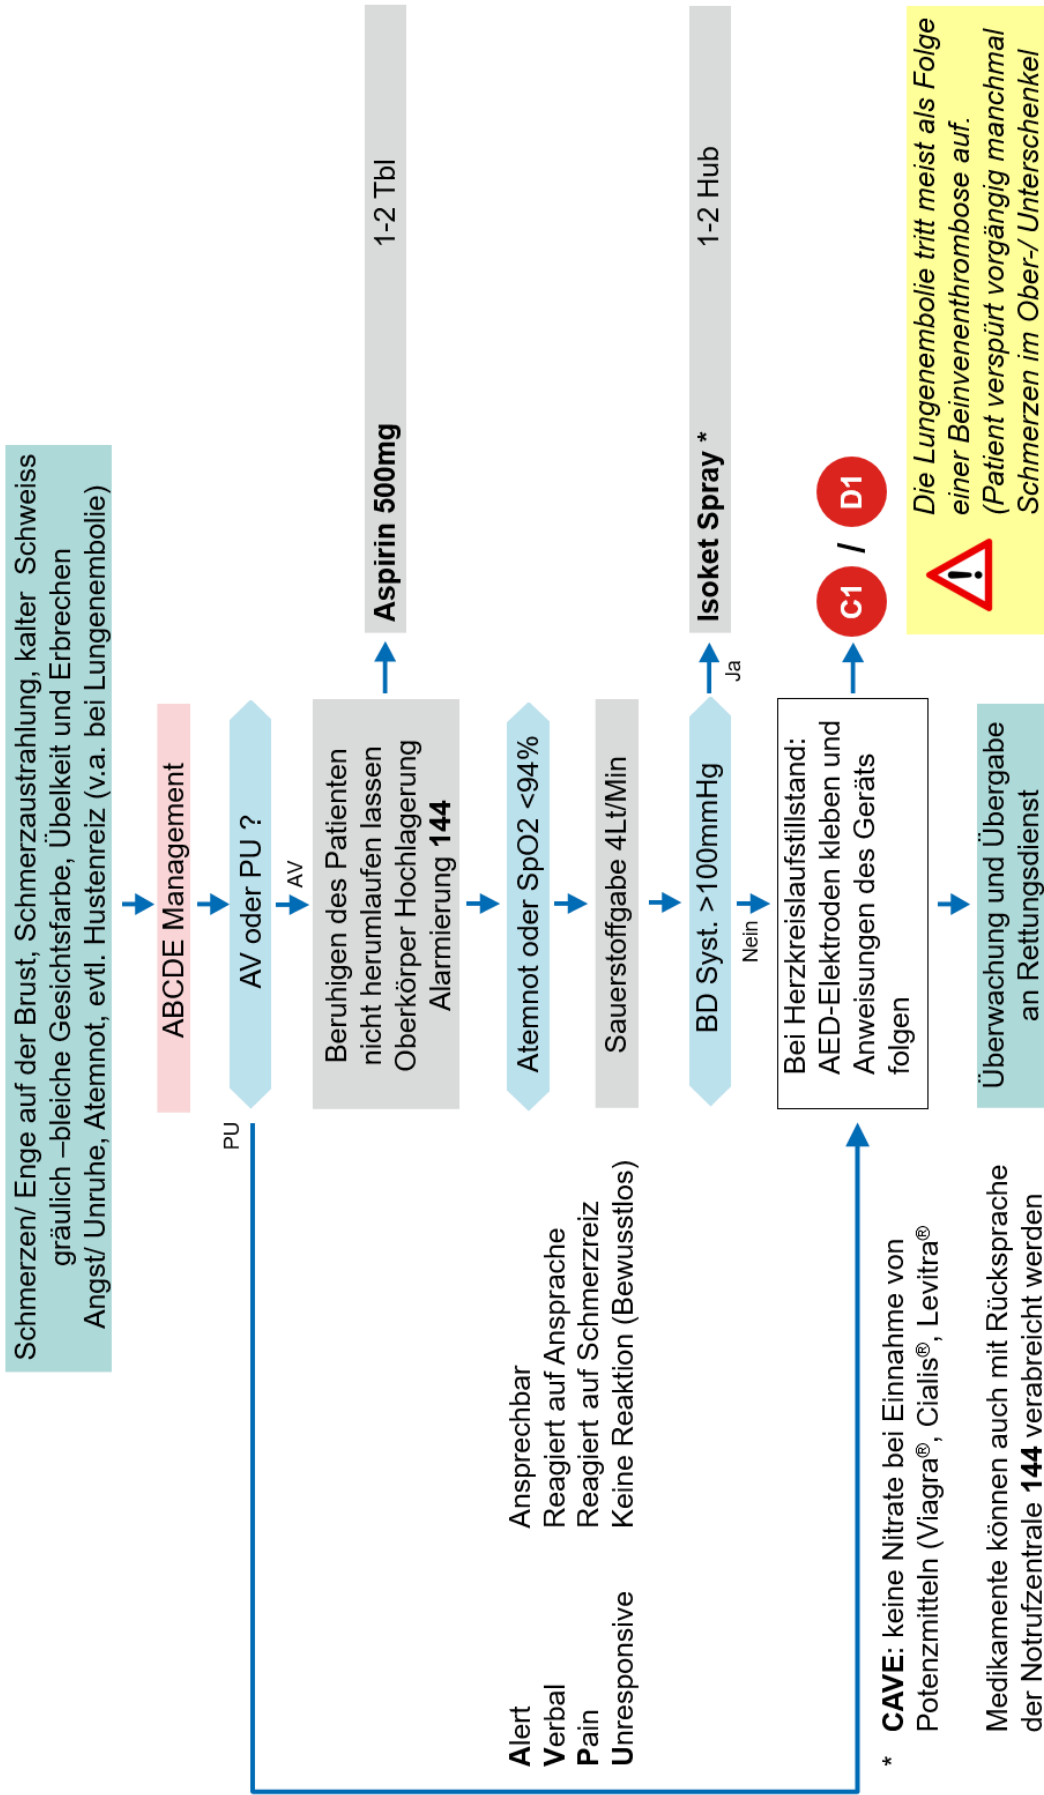 Schmerzen/ Enge auf der Brust, Schmerzaustrahlung, kalter Schweiss
gräulich –bleiche Gesichtsfarbe, Übelkeit und Erbrechen
Angst/ Unruhe, Atemnot, evtl. Hustenreiz (v.a. bei Lungenembolie)
ABCDE Management
PU
AV oder PU ?
AV
Beruhigen des Patienten
nicht herumlaufen lassen
Oberkörper Hochlagerung
Alarmierung 144
Aspirin 500mg 1-2 Tbl
Atemnot oder SpO2 <94%
Sauerstoffgabe 4Lt/Min
Alert Ansprechbar
Verbal Reagiert auf Ansprache
Pain Reagiert auf Schmerzreiz
Unresponsive Keine Reaktion (Bewusstlos)
BD Syst. >100mmHg
Ja
Isoket Spray * 1-2 Hub
Nein
Bei Herzkreislaufstillstand:
AED-Elektroden kleben und
Anweisungen des Geräts
folgen
C1 / D1
* CAVE: keine Nitrate bei Einnahme von
Potenzmitteln (Viagra®, Cialis®, Levitra®
Medikamente können auch mit Rücksprache
der Notrufzentrale 144 verabreicht werden
Überwachung und Übergabe
an Rettungsdienst
Die Lungenembolie tritt meist als Folge
einer Beinvenenthrombose auf.
(Patient verspürt vorgängig manchmal
Schmerzen im Ober-/ Unterschenkel